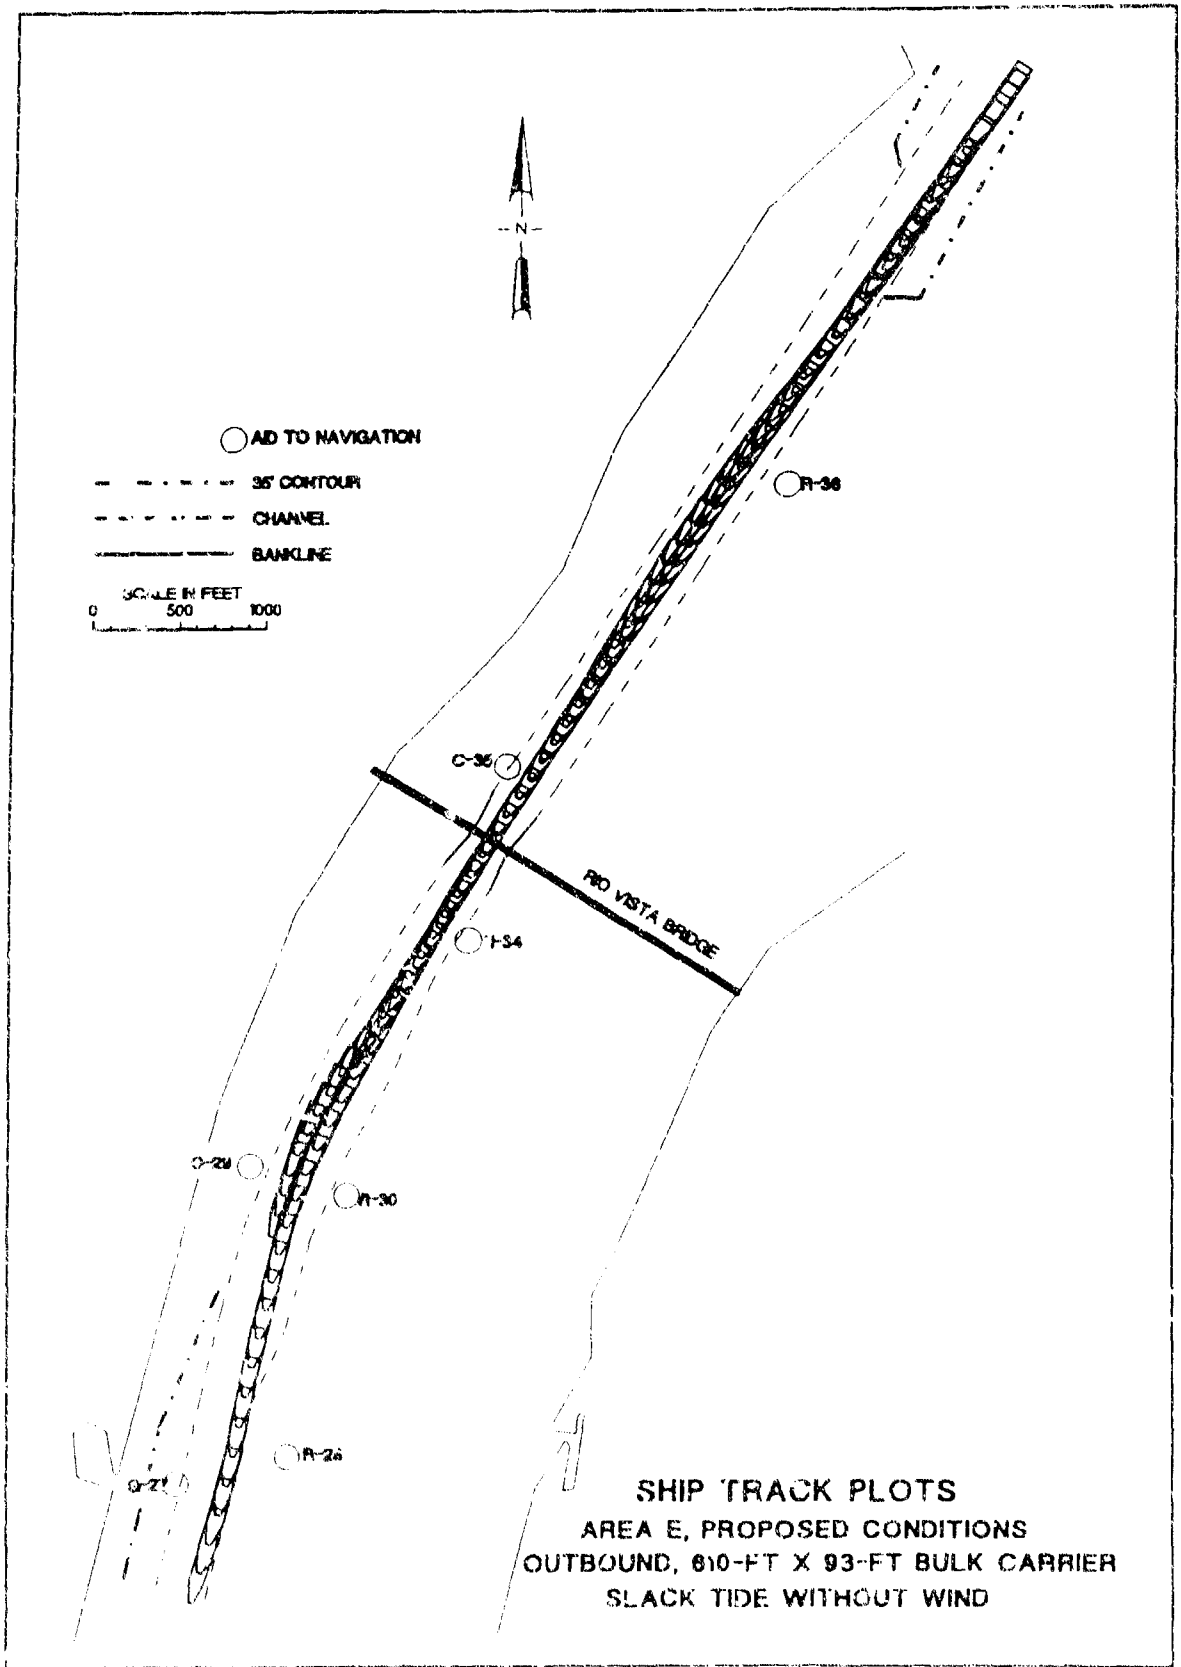 N
AID TO NAVIGATION
35' CONTOUR
CHANNEL
BANKLINE
SCALE IN FEET
0 500 1000
R-36
RIO VISTA BRIDGE
R-30
SHIP TRACK PLOTS
AREA E, PROPOSED CONDITIONS
OUTBOUND, 610-FT X 93-FT BULK CARRIER
SLACK TIDE WITHOUT WIND